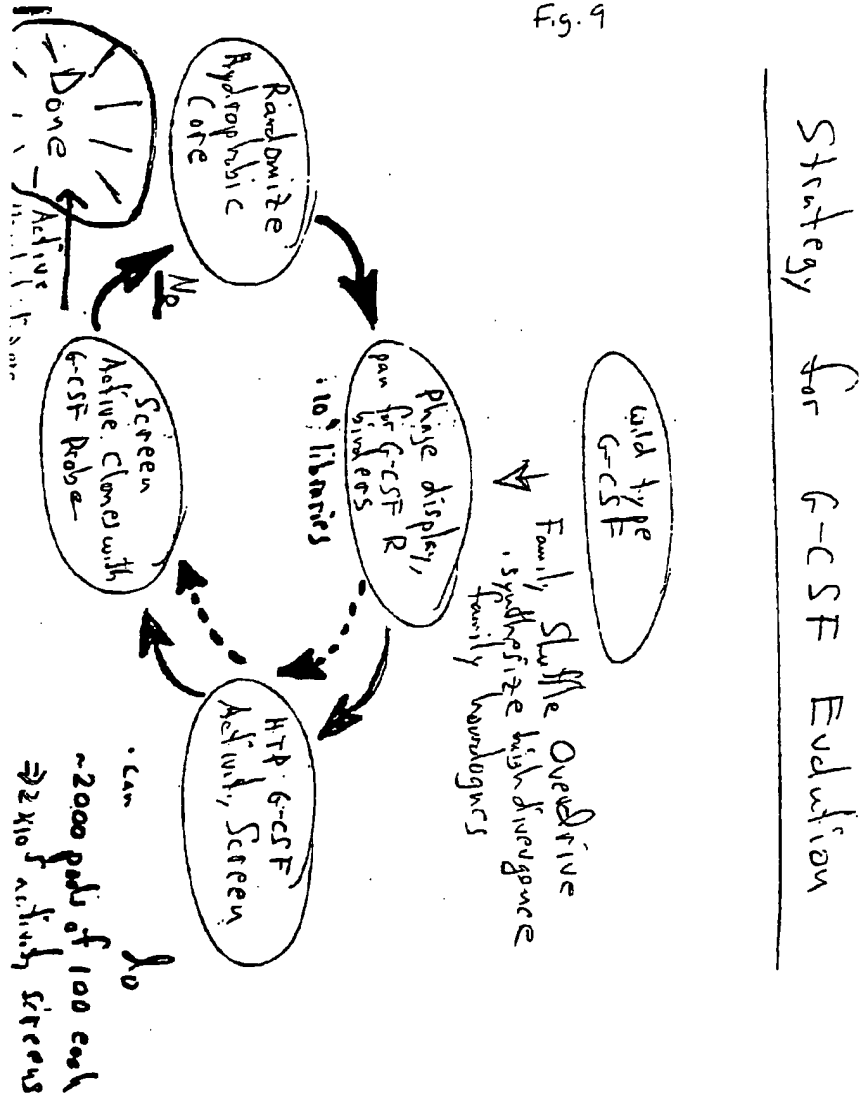 Fig. 9
Strategy for G-CSF Evolution
Wild type
G-CSF
Family Shuffle Overdrive
· synthesize high divergence
family homologues
Phage display,
pan for G-CSF R
binders
· 10⁹ libraries
HTP G-CSF
Activity Screen
· can do
~2000 pools of 100 each
⇒ 2x10⁵ activity screens
Screen
Active Clones with
G-CSF Probe
No
Randomize
Hydrophobic
Core
Done
Active